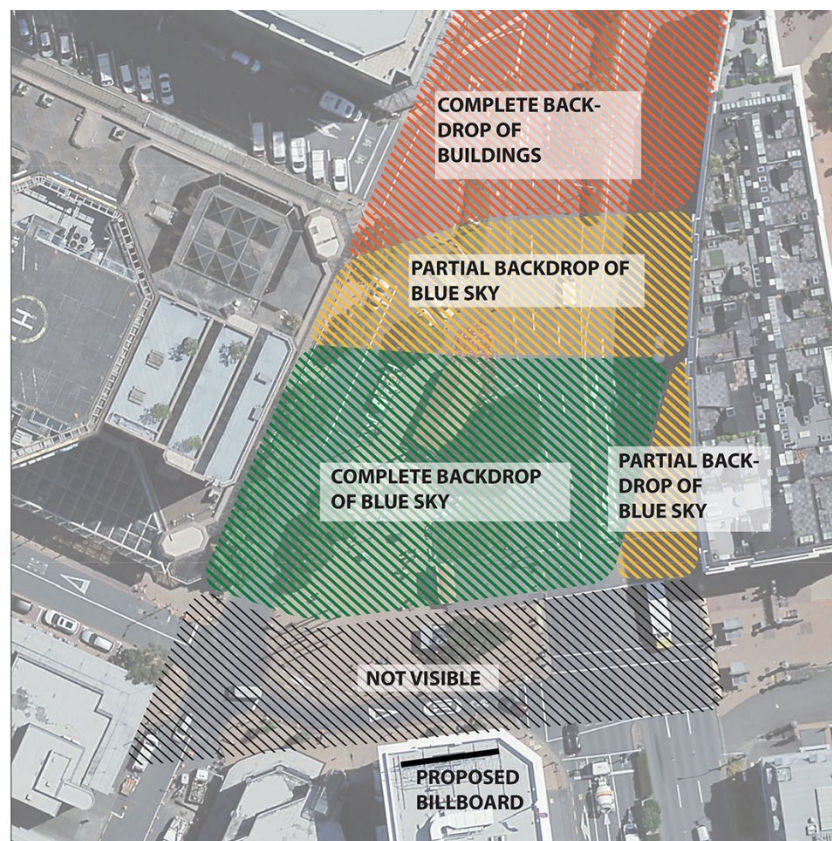 COMPLETE BACK-
DROP OF
BUILDINGS
PARTIAL BACKDROP OF
BLUE SKY
COMPLETE BACKDROP
OF BLUE SKY
PARTIAL BACK-
DROP OF
BLUE SKY
NOT VISIBLE
PROPOSED
BILLBOARD
H